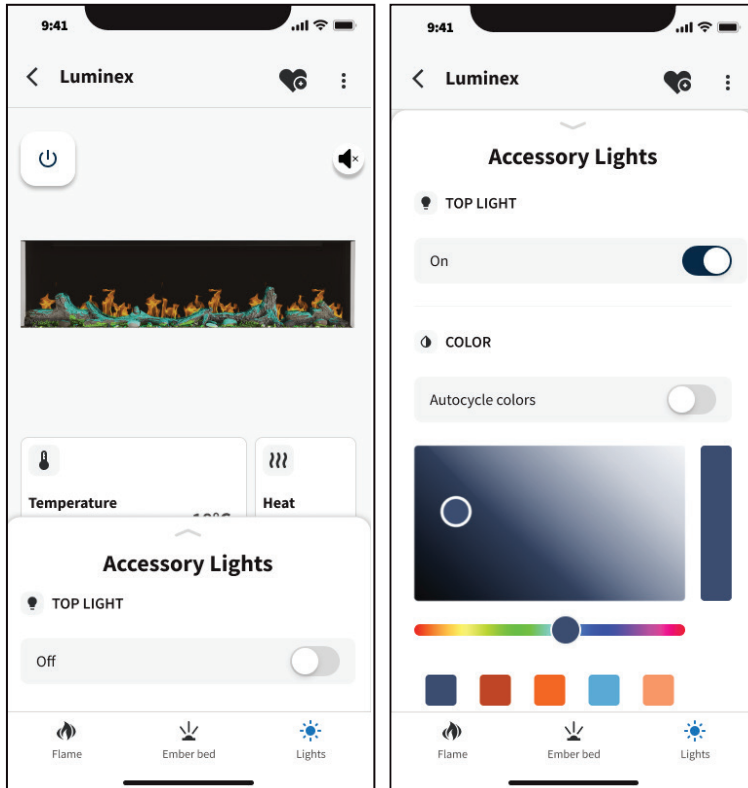 9:41
Luminex
Temperature
Heat
Accessory Lights
TOP LIGHT
Off
Flame
Ember bed
Lights
9:41
Luminex
Accessory Lights
TOP LIGHT
On
COLOR
Autocycle colors
Flame
Ember bed
Lights